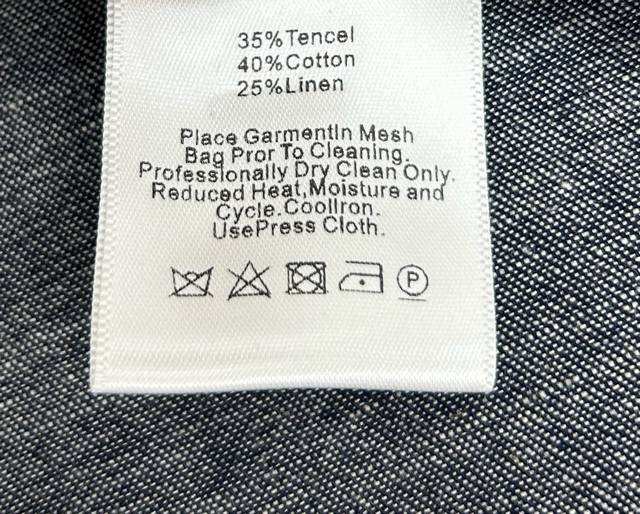 35%Tencel
40%Cotton
25%Linen
Place GarmentIn Mesh
Bag Pror To Cleaning.
Professionally Dry Clean Only.
Reduced Heat,Moisture and
Cycle.CoolIron.
UsePress Cloth.
P